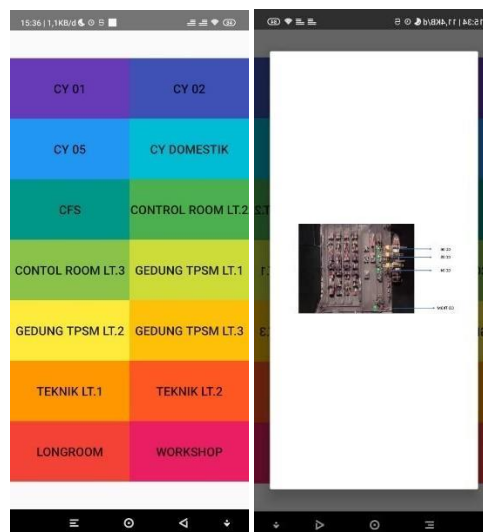 15:36 | 1,1KB/d
CY 01
CY 02
CY 05
CY DOMESTIK
CFS
CONTROL ROOM LT.2
CONTOL ROOM LT.3
GEDUNG TPSM LT.1
GEDUNG TPSM LT.2
GEDUNG TPSM LT.3
TEKNIK LT.1
TEKNIK LT.2
LONGROOM
WORKSHOP